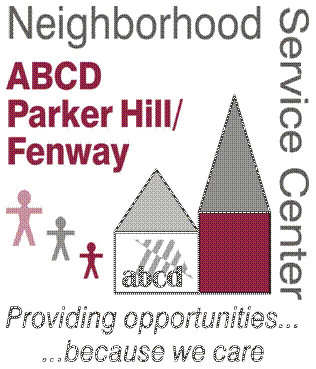 Neighborhood
Service Center
ABCD
Parker Hill/
Fenway
abcd
Providing opportunities...
...because we care